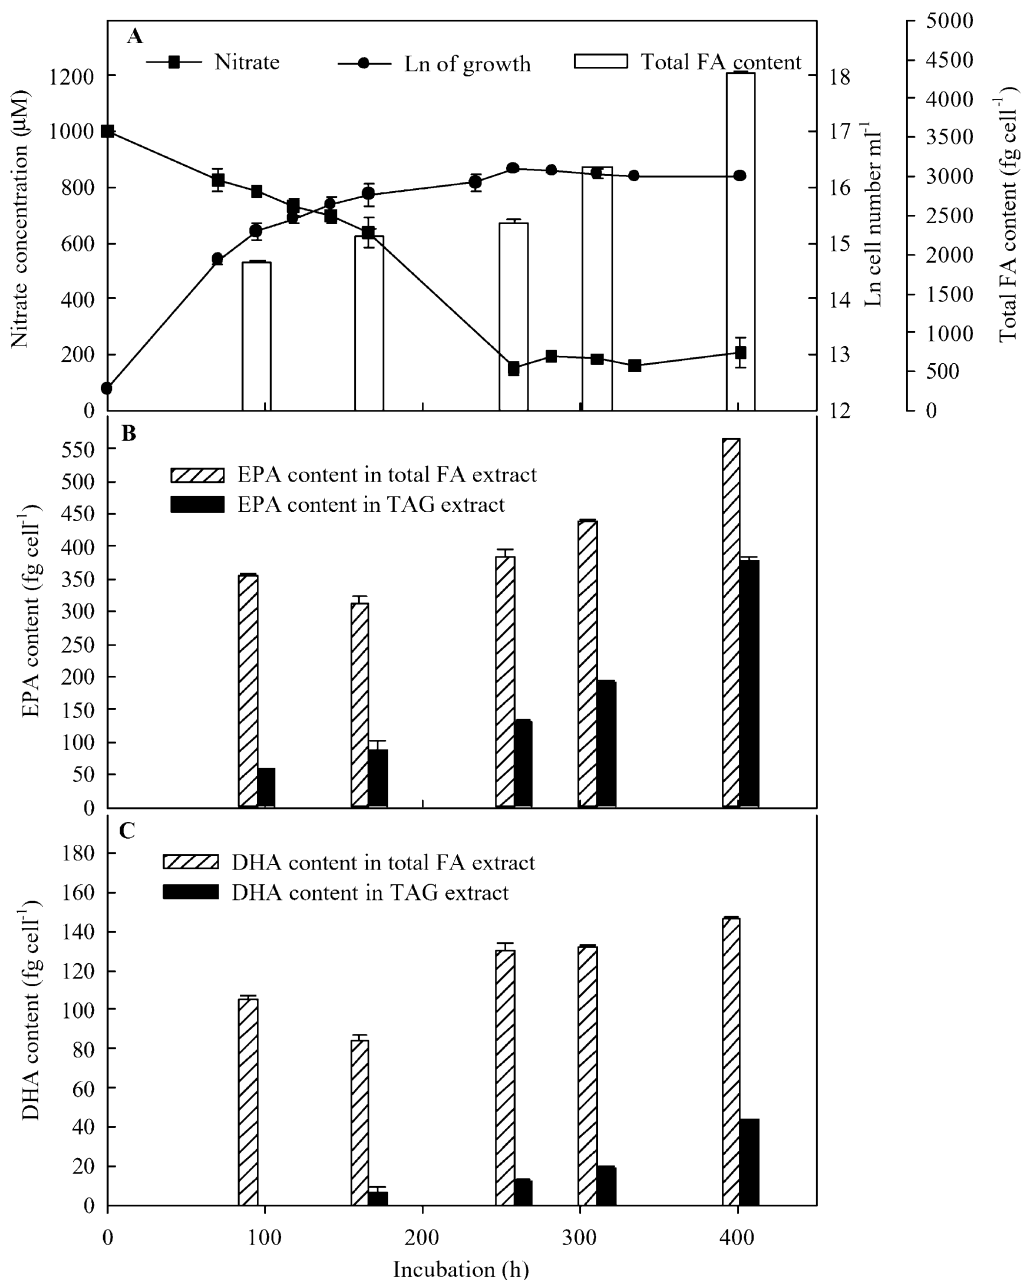 A
Nitrate
Ln of growth
Total FA content
Nitrate concentration (µM)
1200
1000
800
600
400
200
0
18
17
16
15
14
13
12
Ln cell number ml⁻¹
5000
4500
4000
3500
3000
2500
2000
1500
1000
500
0
Total FA content (fg cell⁻¹)
B
EPA content in total FA extract
EPA content in TAG extract
EPA content (fg cell⁻¹)
550
500
450
400
350
300
250
200
150
100
50
0
C
DHA content in total FA extract
DHA content in TAG extract
DHA content (fg cell⁻¹)
180
160
140
120
100
80
60
40
20
0
0 100 200 300 400
Incubation (h)